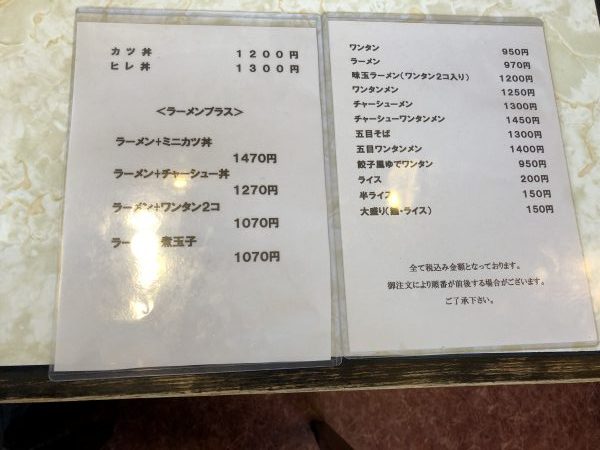 カツ丼 1200円
ヒレ丼 1300円
＜ラーメンプラス＞
ラーメン+ミニカツ丼
1470円
ラーメン+チャーシュー丼
1270円
ラーメン+ワンタン2コ
1070円
ラー 煮玉子
1070円
ワンタン 950円
ラーメン 970円
味玉ラーメン(ワンタン2コ入り) 1200円
ワンタンメン 1250円
チャーシューメン 1300円
チャーシューワンタンメン 1450円
五目そば 1300円
五目ワンタンメン 1400円
餃子風ゆでワンタン 950円
ライス 200円
半ライス 150円
大盛り(麺・ライス) 150円
全て税込み金額となっております。
御注文により順番が前後する場合がございます。
ご了承下さい。